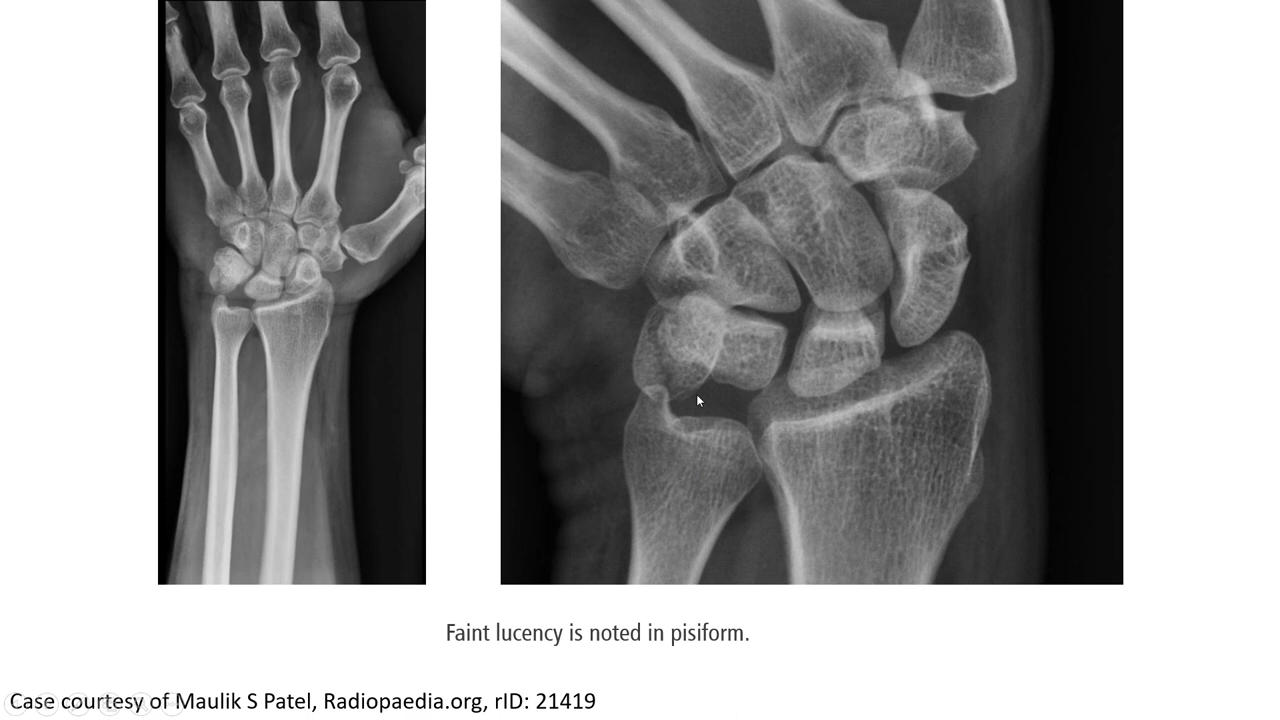 Faint lucency is noted in pisiform.
Case courtesy of Maulik S Patel, Radiopaedia.org, rID: 21419